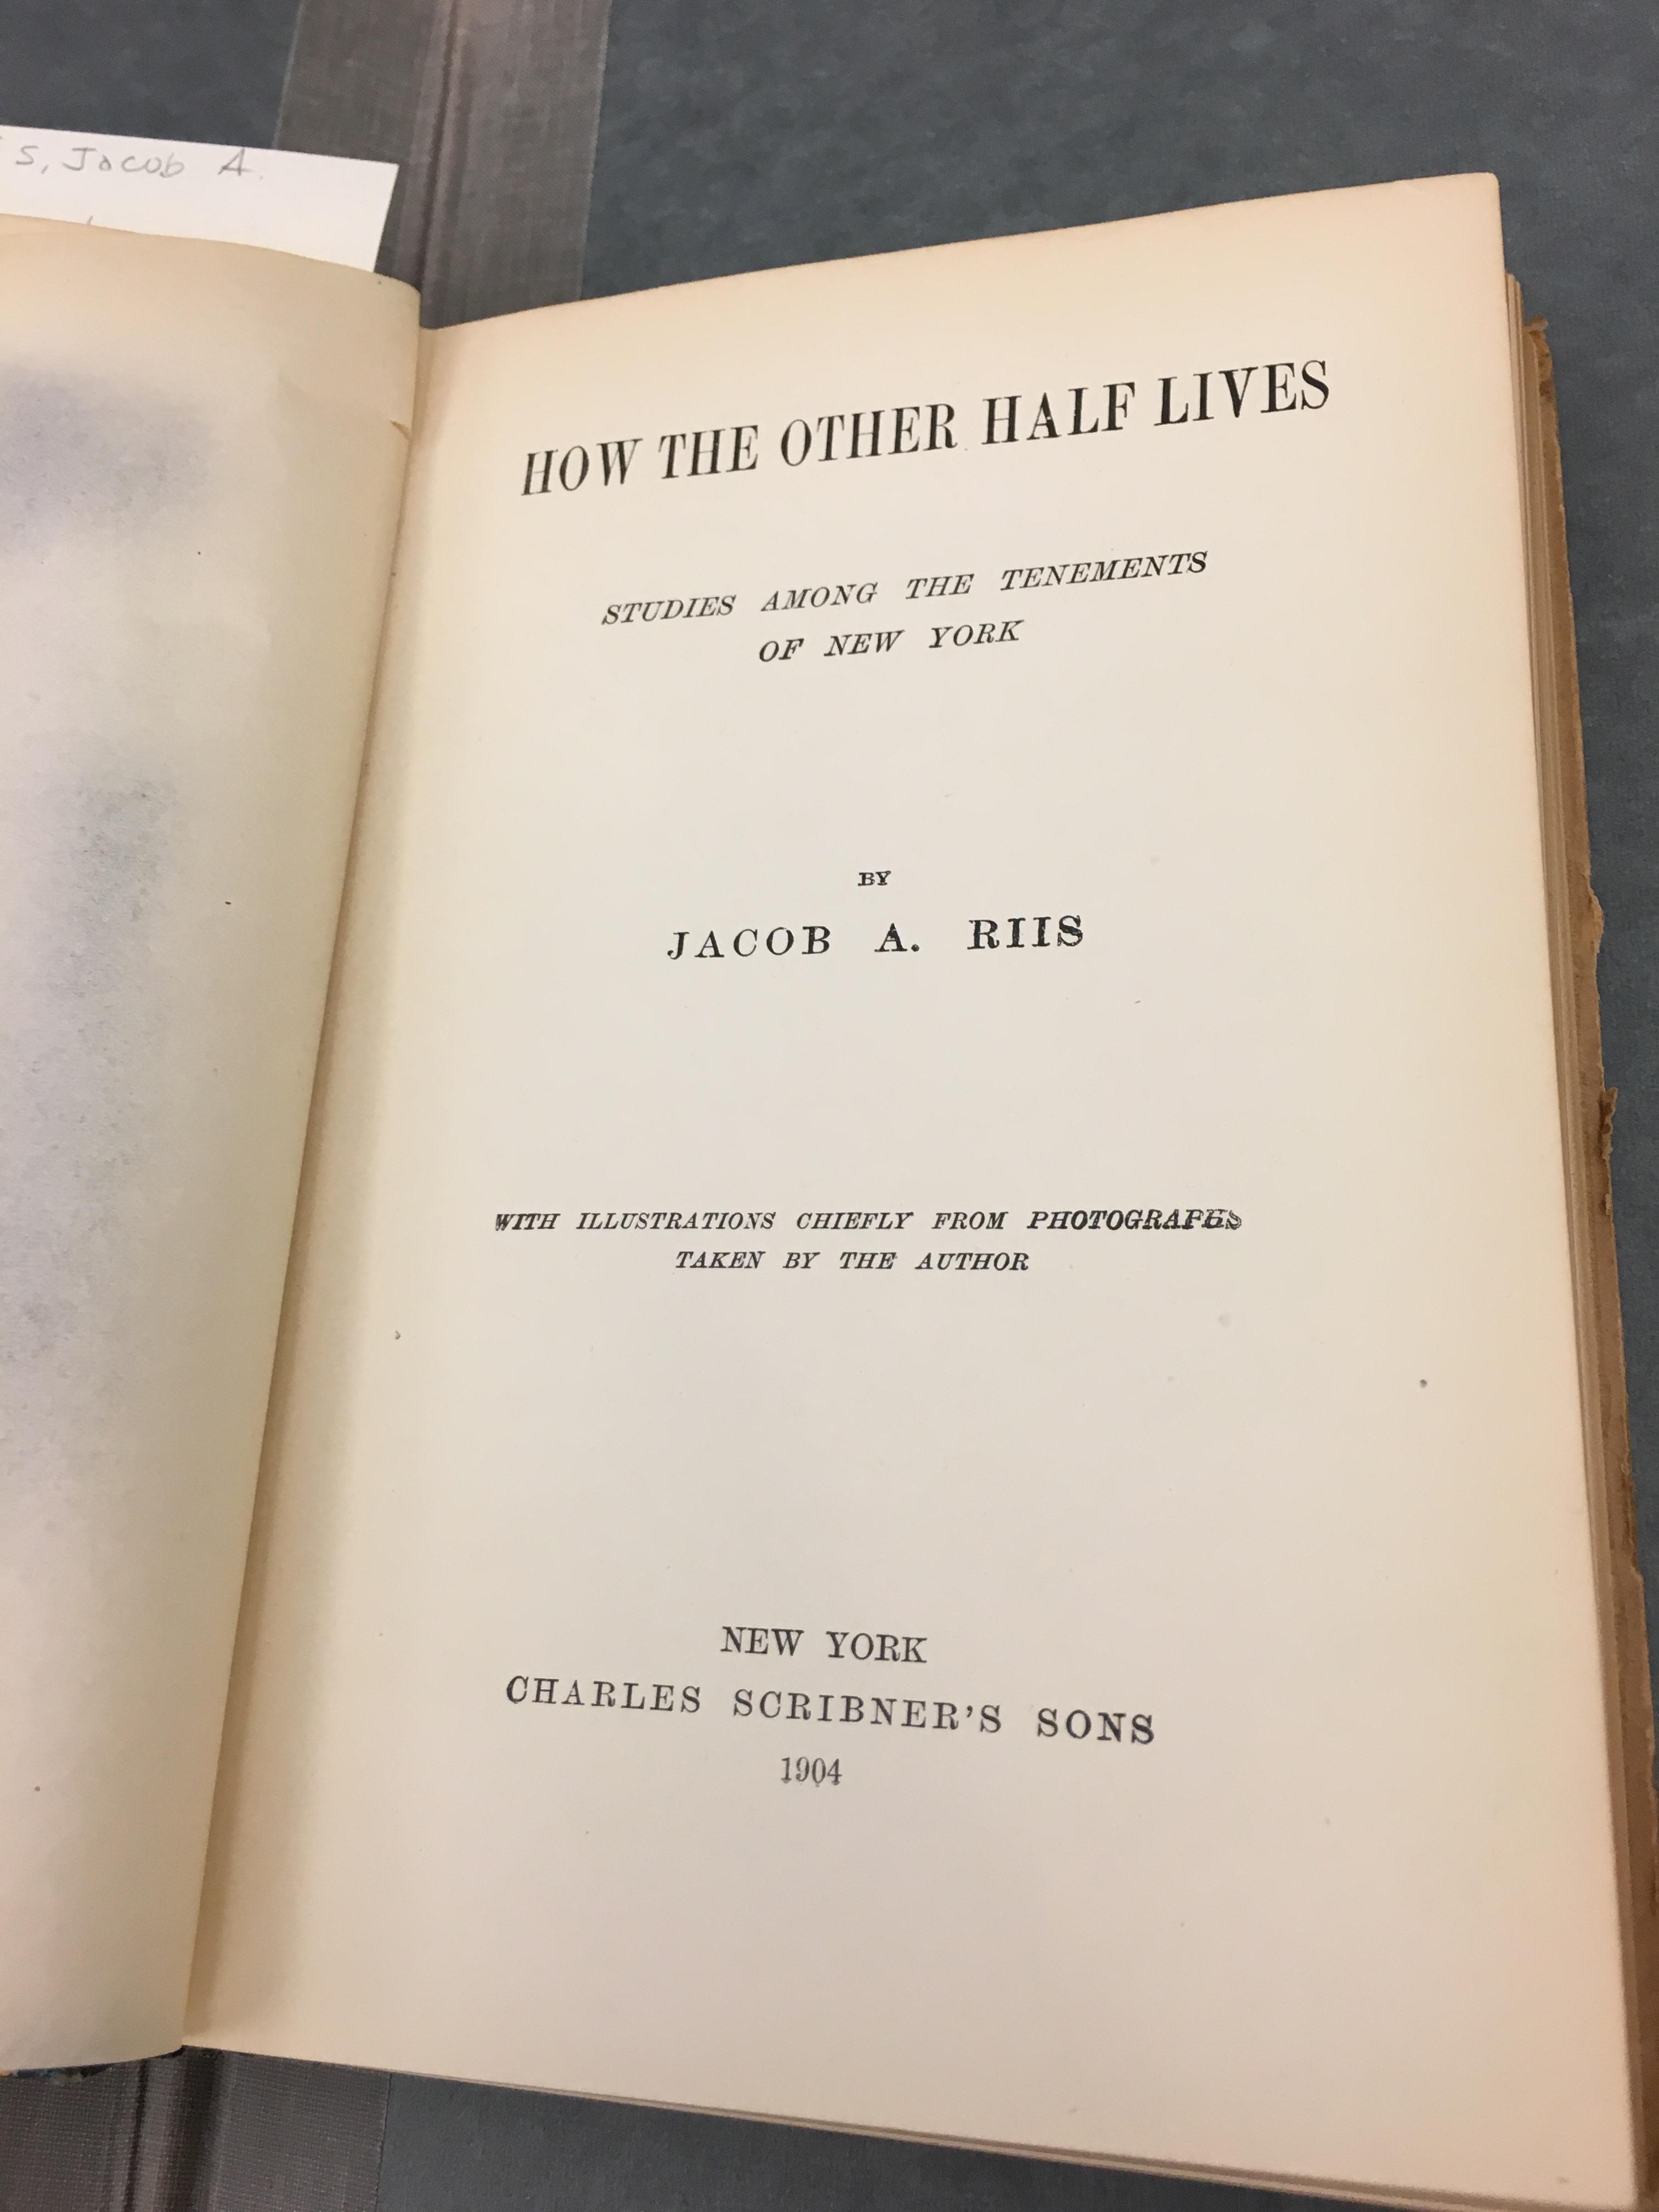 s, Jacob A.
HOW THE OTHER HALF LIVES
STUDIES AMONG THE TENEMENTS
OF NEW YORK
BY
JACOB A. RIIS
WITH ILLUSTRATIONS CHIEFLY FROM PHOTOGRAPHS
TAKEN BY THE AUTHOR
NEW YORK
CHARLES SCRIBNER'S SONS
1904